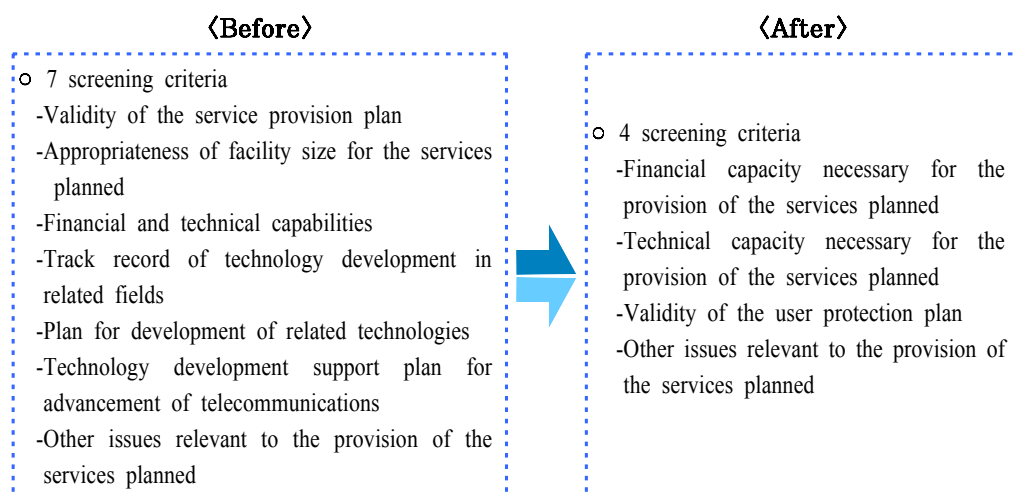 〈Before〉
○ 7 screening criteria
-Validity of the service provision plan
-Appropriateness of facility size for the services
planned
-Financial and technical capabilities
-Track record of technology development in
related fields
-Plan for development of related technologies
-Technology development support plan for
advancement of telecommunications
-Other issues relevant to the provision of the
services planned
〈After〉
○ 4 screening criteria
-Financial capacity necessary for the
provision of the services planned
-Technical capacity necessary for the
provision of the services planned
-Validity of the user protection plan
-Other issues relevant to the provision of
the services planned